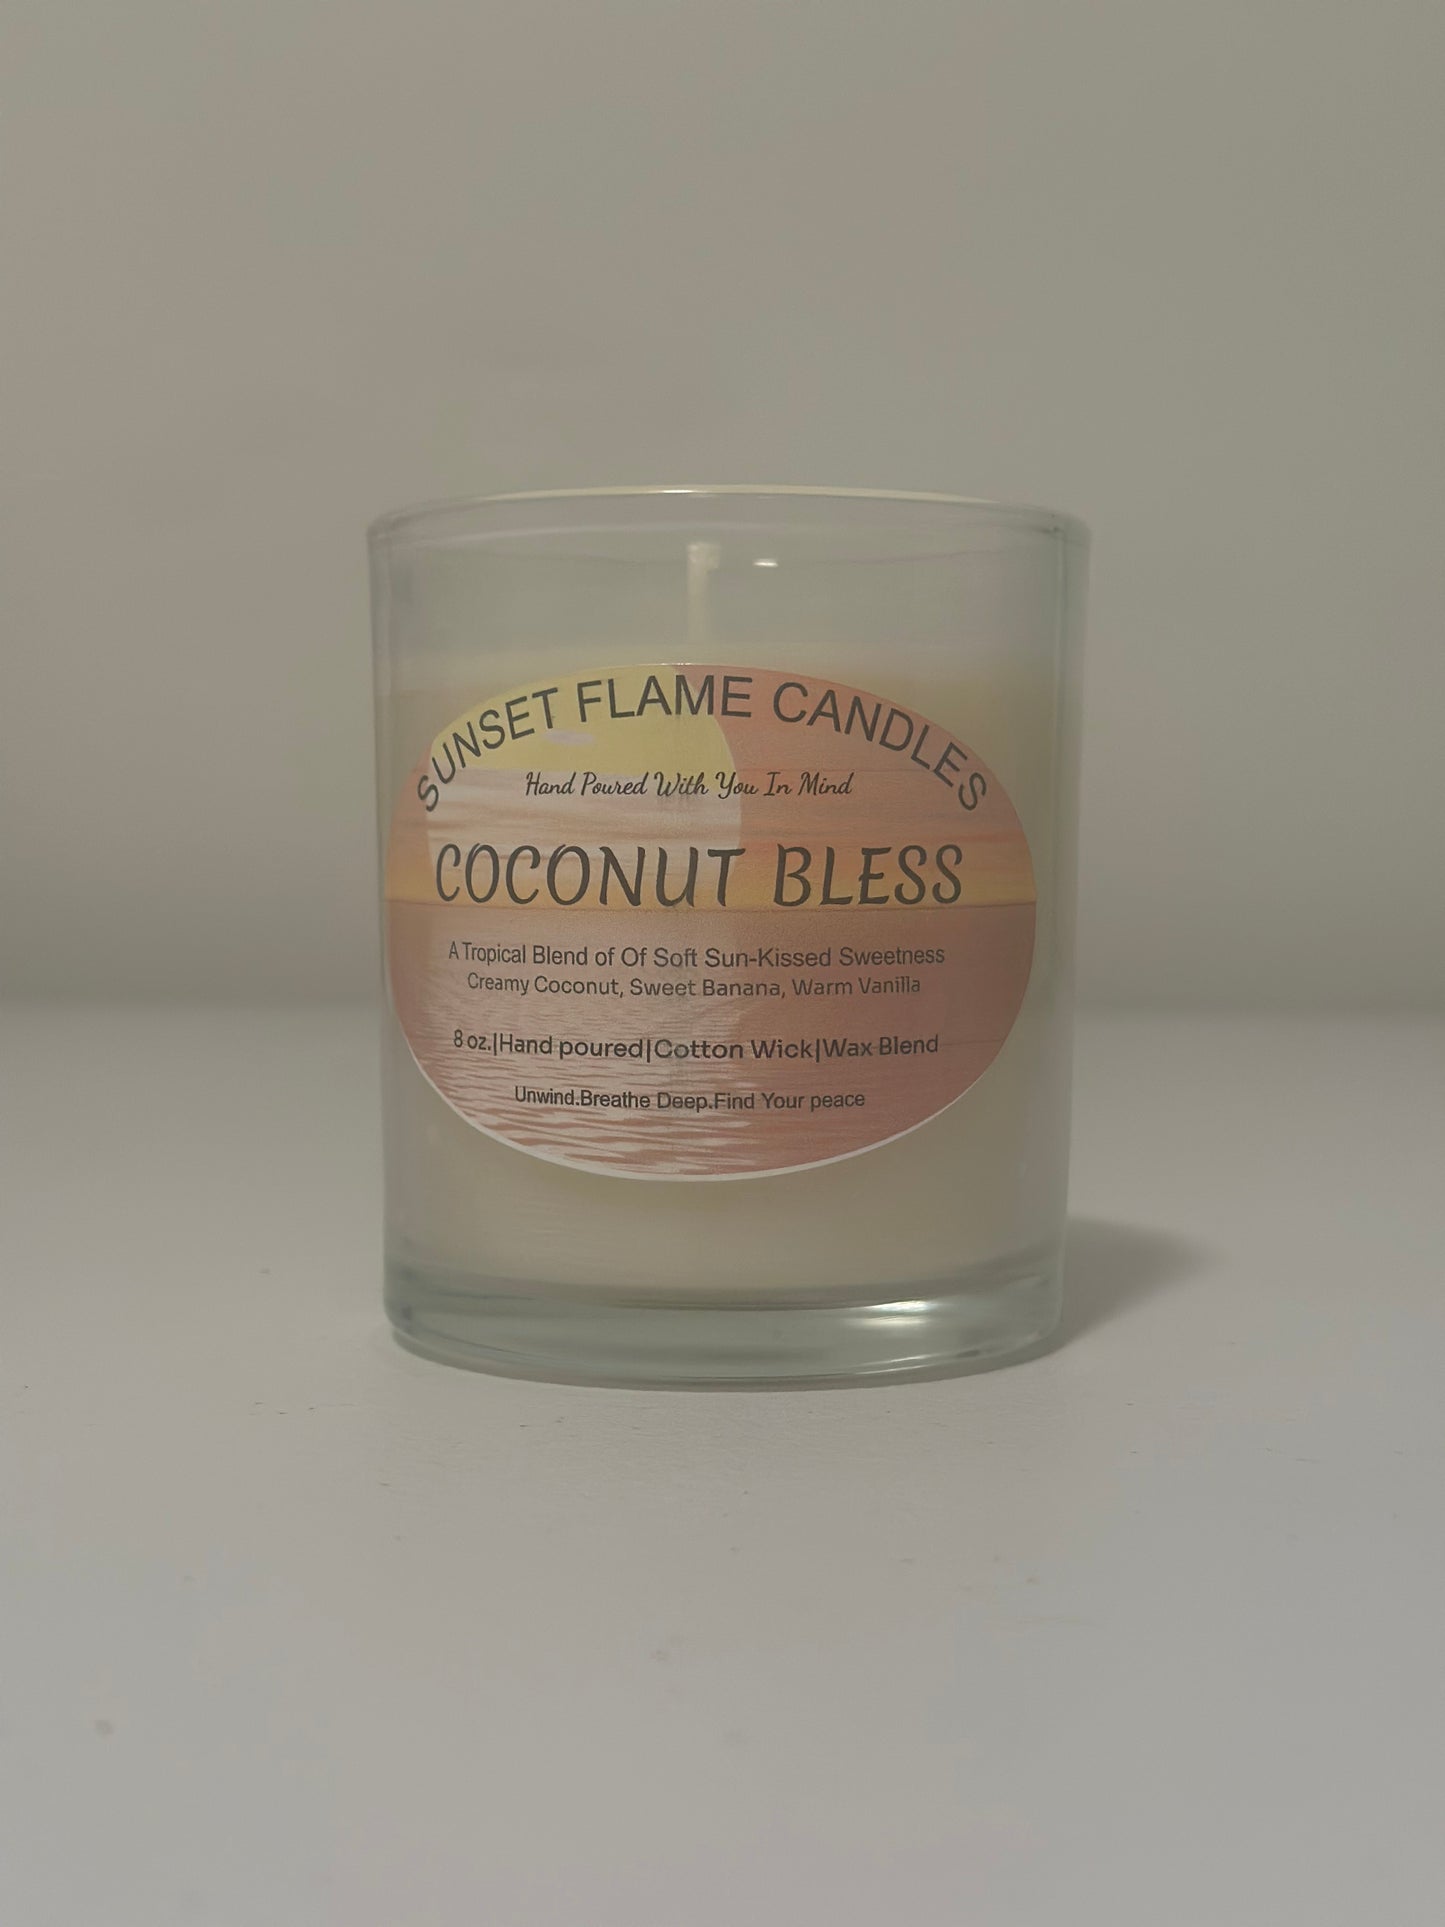 SUNSET FLAME CANDLES
Hand Poured With You In Mind
COCONUT BLESS
A Tropical Blend of Of Soft Sun-Kissed Sweetness
Creamy Coconut, Sweet Banana, Warm Vanilla
8 oz.|Hand poured|Cotton Wick|Wax Blend
Unwind.Breathe Deep.Find Your peace